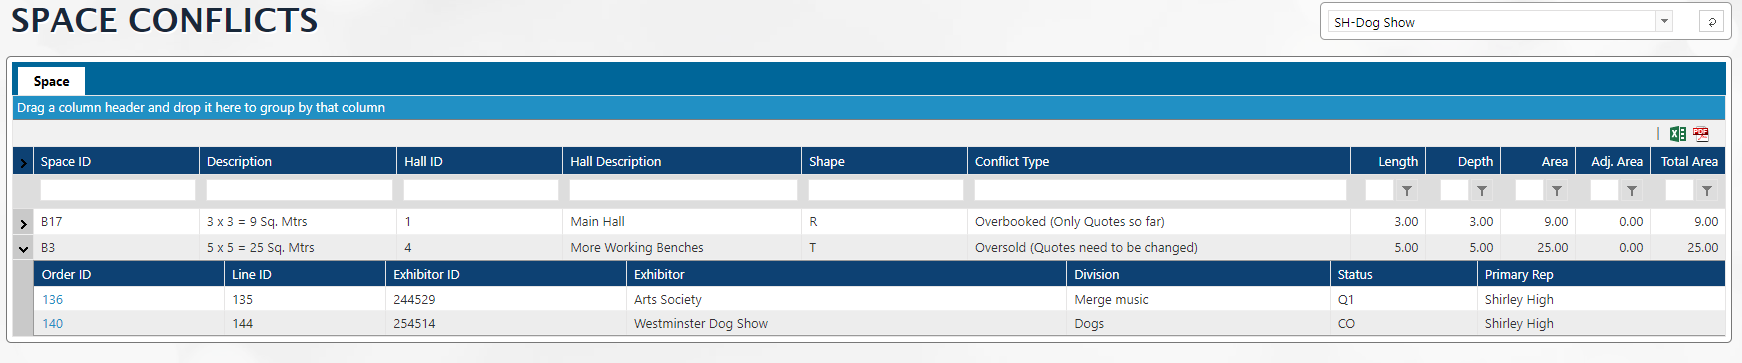 SPACE CONFLICTS
SH-Dog Show
Space
Drag a column header and drop it here to group by that column
PDF
Space ID Description Hall ID Hall Description Shape Conflict Type Length Depth Area Adj. Area Total Area
B17 3 x 3 = 9 Sq. Mtrs 1 Main Hall R Overbooked (Only Quotes so far) 3.00 3.00 9.00 0.00 9.00
B3 5 x 5 = 25 Sq. Mtrs 4 More Working Benches T Oversold (Quotes need to be changed) 5.00 5.00 25.00 0.00 25.00
Order ID Line ID Exhibitor ID Exhibitor Division Status Primary Rep
136 135 244529 Arts Society Merge music Q1 Shirley High
140 144 254514 Westminster Dog Show Dogs CO Shirley High